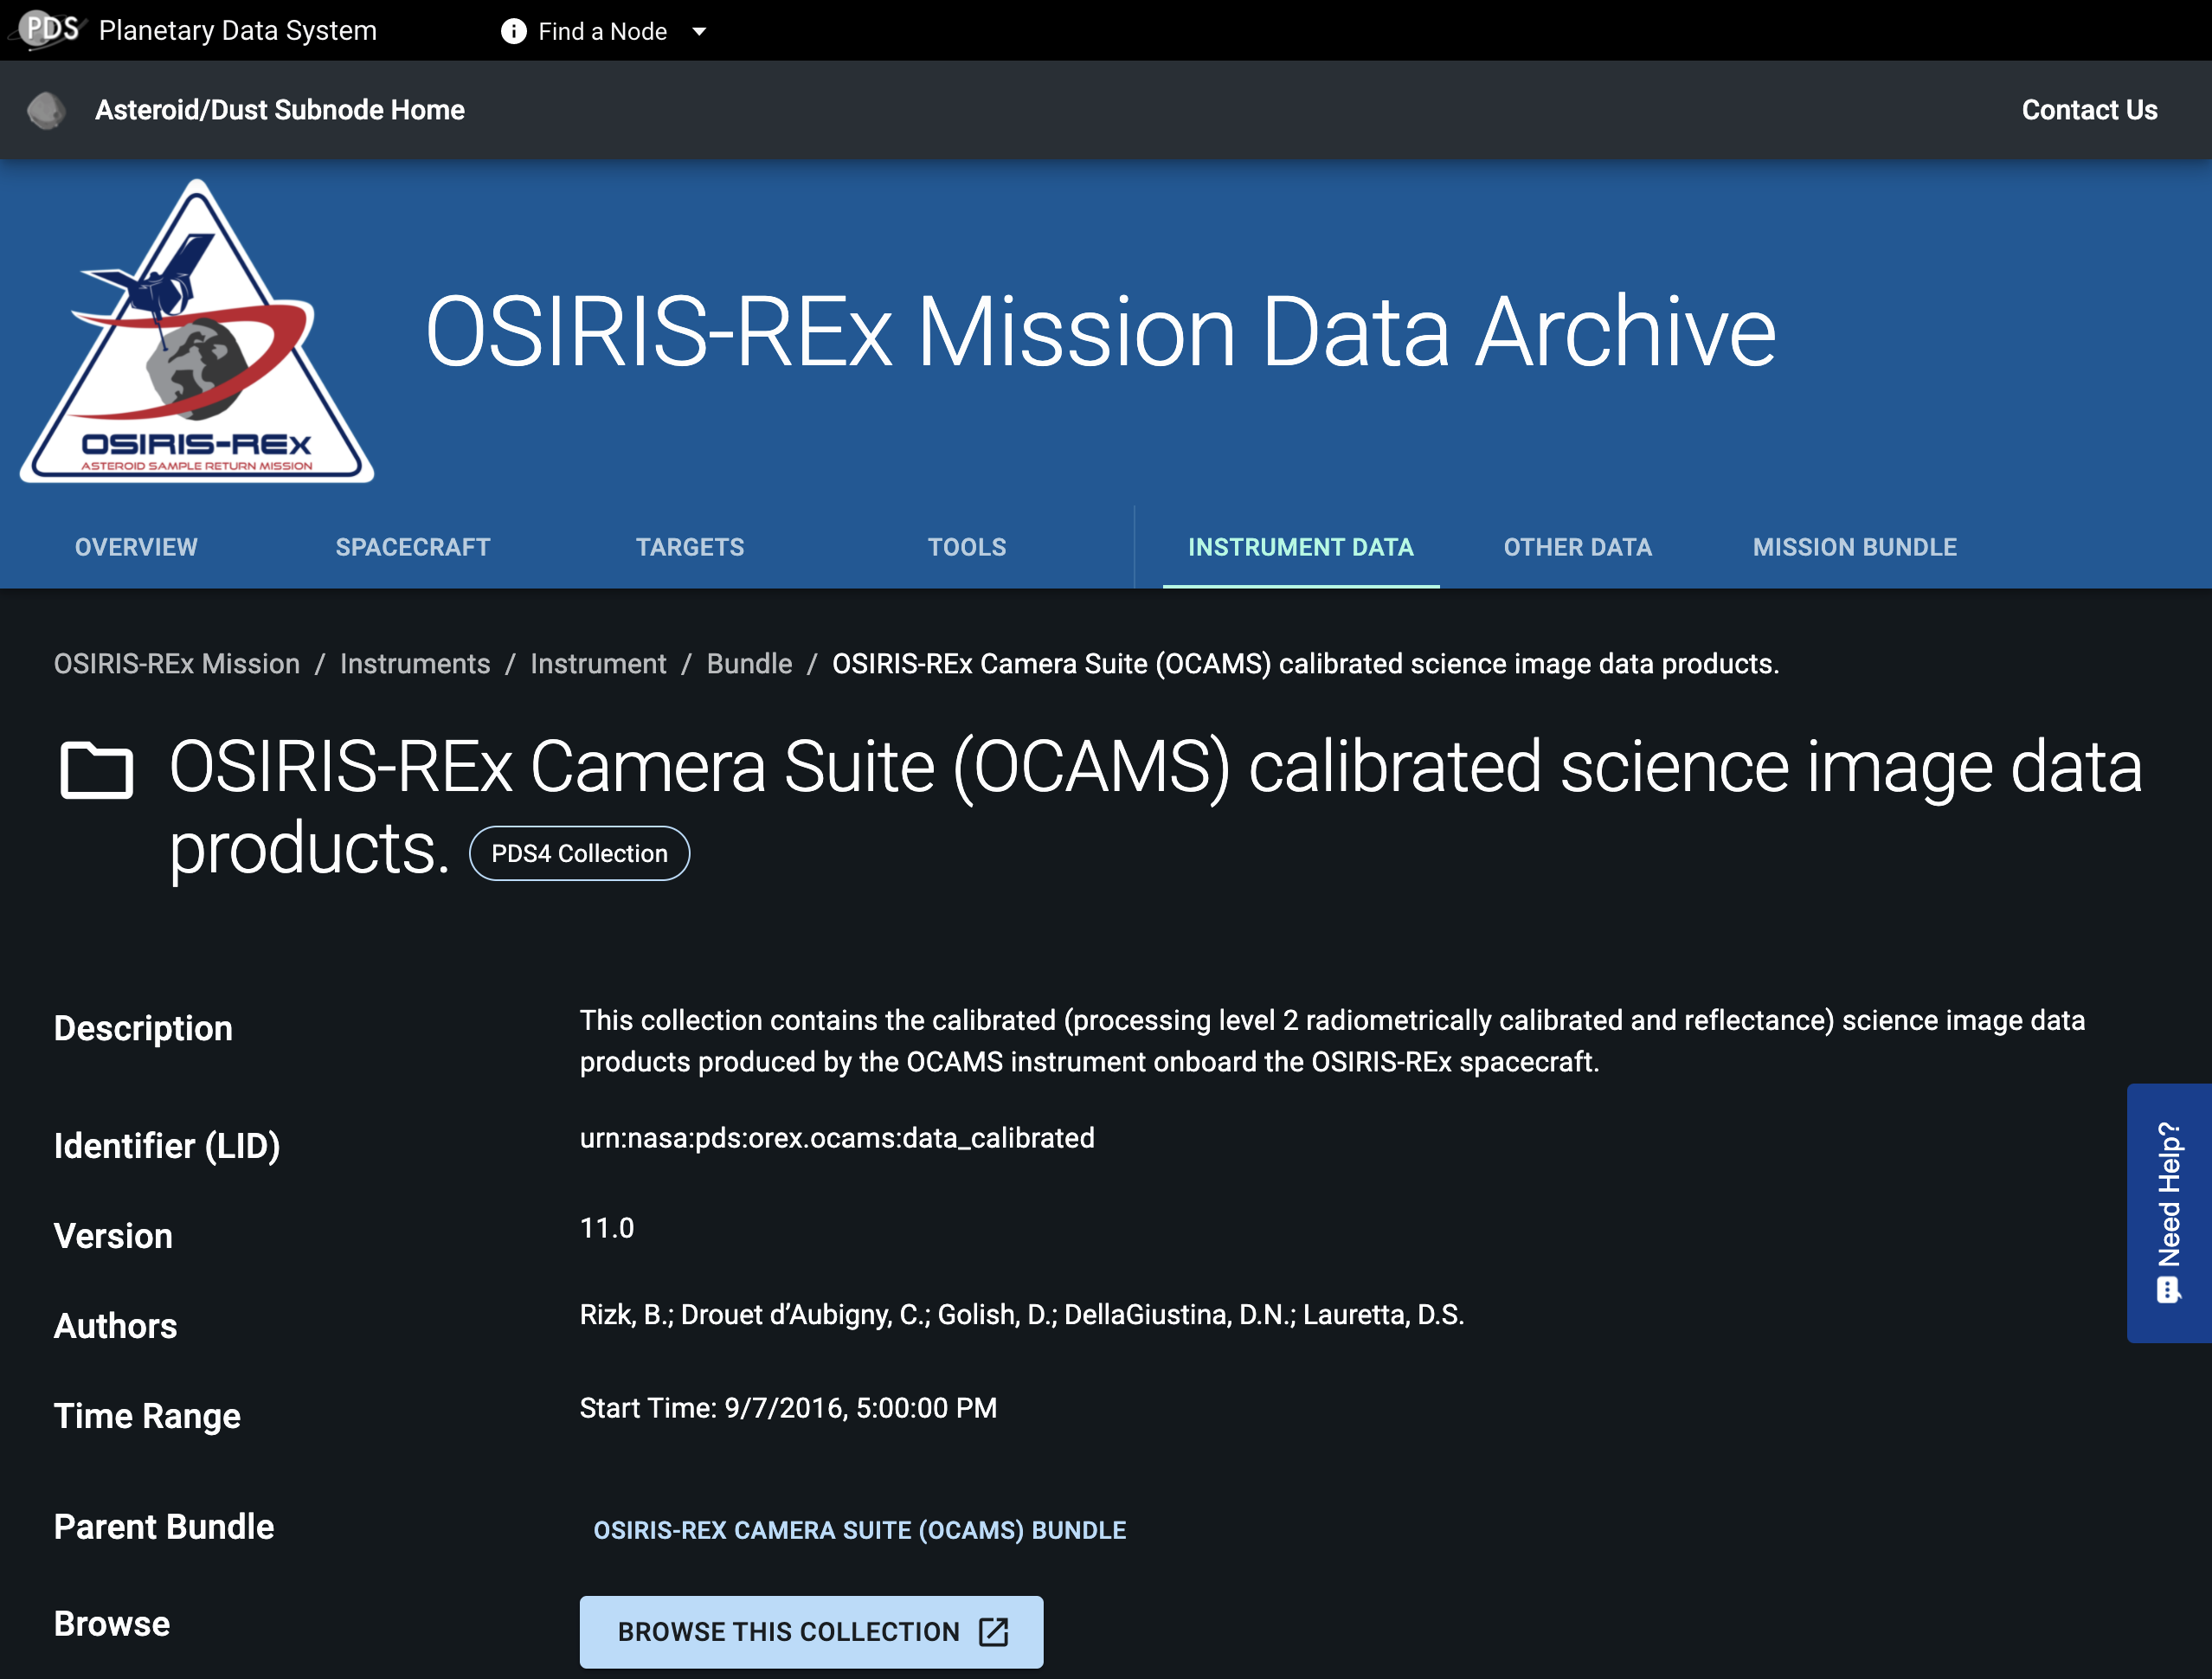 PDS Planetary Data System
Find a Node
Asteroid/Dust Subnode Home
Contact Us
OSIRIS-REx
ASTEROID SAMPLE RETURN MISSION
OSIRIS-REx Mission Data Archive
OVERVIEW
SPACECRAFT
TARGETS
TOOLS
INSTRUMENT DATA
OTHER DATA
MISSION BUNDLE
OSIRIS-REx Mission / Instruments / Instrument / Bundle / OSIRIS-REx Camera Suite (OCAMS) calibrated science image data products.
OSIRIS-REx Camera Suite (OCAMS) calibrated science image data
products. PDS4 Collection
Description
This collection contains the calibrated (processing level 2 radiometrically calibrated and reflectance) science image data
products produced by the OCAMS instrument onboard the OSIRIS-REx spacecraft.
Identifier (LID)
urn:nasa:pds:orex.ocams:data_calibrated
Version
11.0
Authors
Rizk, B.; Drouet d’Aubigny, C.; Golish, D.; DellaGiustina, D.N.; Lauretta, D.S.
Time Range
Start Time: 9/7/2016, 5:00:00 PM
Parent Bundle
OSIRIS-REX CAMERA SUITE (OCAMS) BUNDLE
Browse
BROWSE THIS COLLECTION
Need Help?